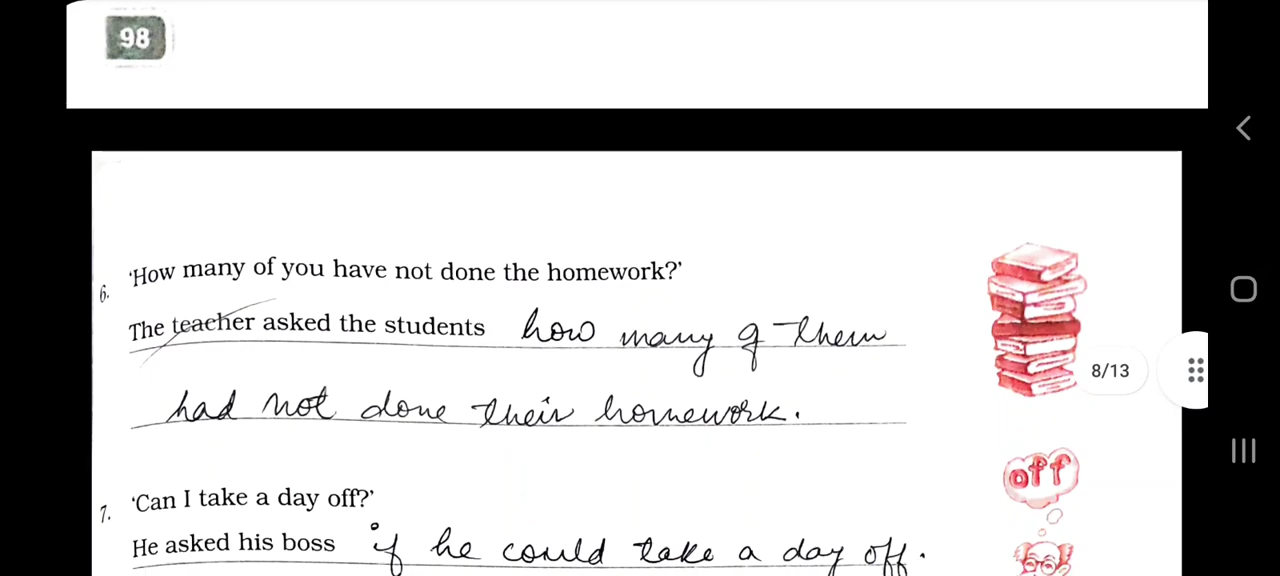 98
6. 'How many of you have not done the homework?'
The teacher asked the students how many of them
had not done their homework.
8/13
off
7. 'Can I take a day off?'
He asked his boss if he could take a day off.